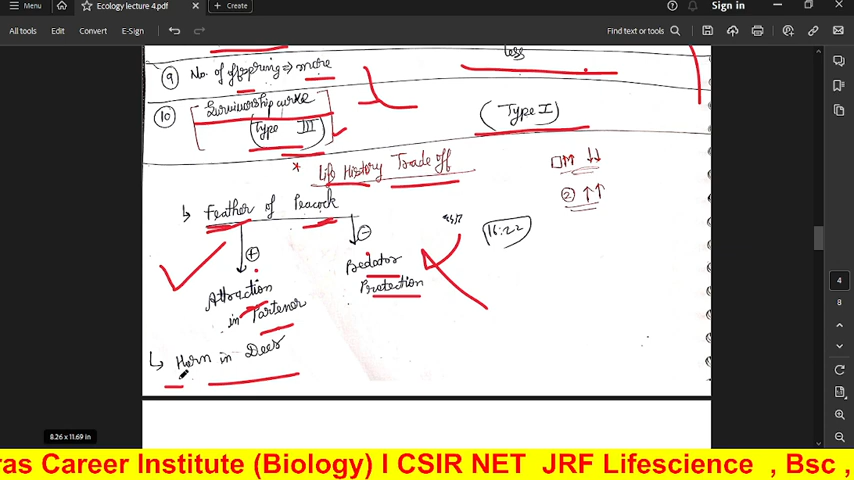 Menu
Ecology lecture 4.pdf
Create
Sign in
All tools
Edit
Convert
E-Sign
Find text or tools
less
9 No. of offspring ⇒ more
10 Survivorship curve
(Type III)
(Type I)
* Life History Trade off
↑↑ ↓↓
② ↑↑
Feather of Peacock
16:22
+
-
Attraction
in Partener
Bedator
Protection
Horn in Deer
4
8
8.26 x 11.69 in
ras Career Institute (Biology) I CSIR NET JRF Lifescience , Bsc ,